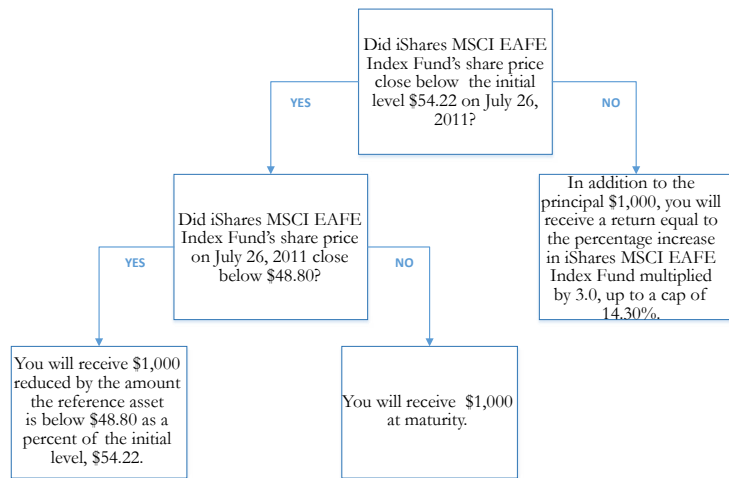 Did iShares MSCI EAFE
Index Fund's share price
close below the initial
level $54.22 on July 26,
2011?
YES
NO
Did iShares MSCI EAFE
Index Fund's share price
on July 26, 2011 close
below $48.80?
In addition to the
principal $1,000, you will
receive a return equal to
the percentage increase
in iShares MSCI EAFE
Index Fund multiplied
by 3.0, up to a cap of
14.30%.
YES
NO
You will receive $1,000
reduced by the amount
the reference asset
is below $48.80 as a
percent of the initial
level, $54.22.
You will receive $1,000
at maturity.